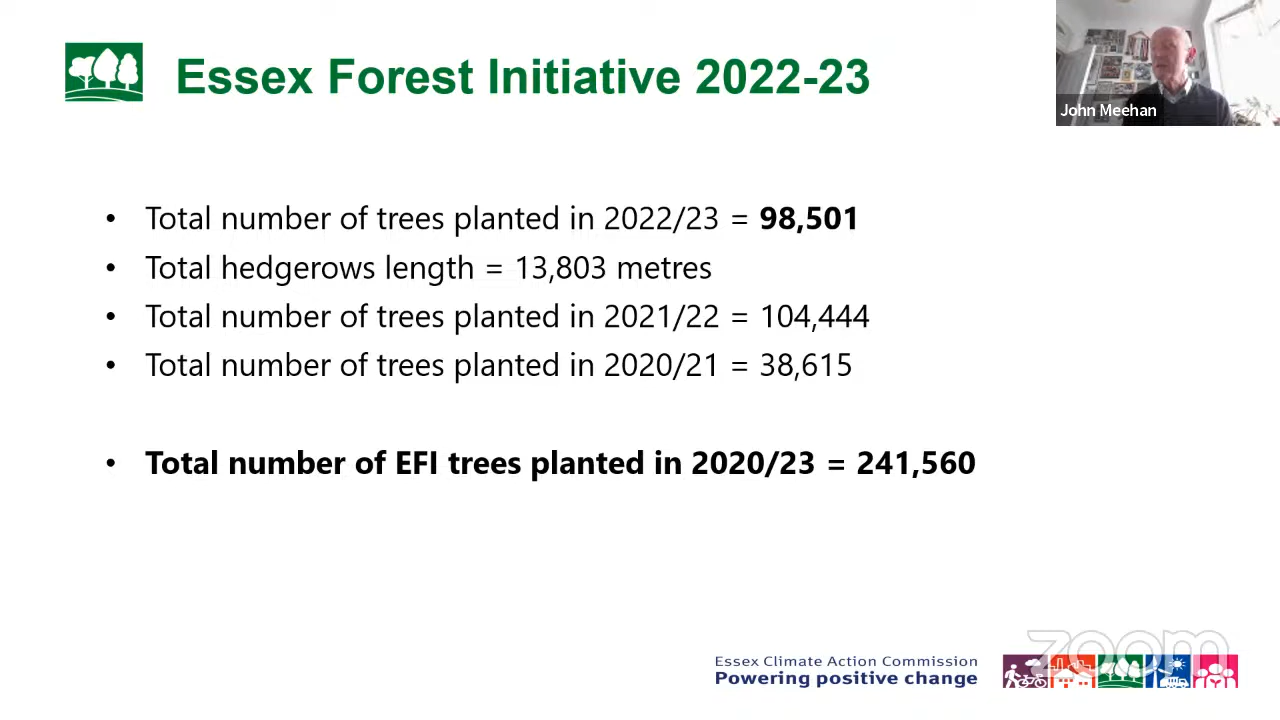 Essex Forest Initiative 2022-23
John Meehan
• Total number of trees planted in 2022/23 = 98,501
• Total hedgerows length = 13,803 metres
• Total number of trees planted in 2021/22 = 104,444
• Total number of trees planted in 2020/21 = 38,615
• Total number of EFI trees planted in 2020/23 = 241,560
zoom
Essex Climate Action Commission
Powering positive change